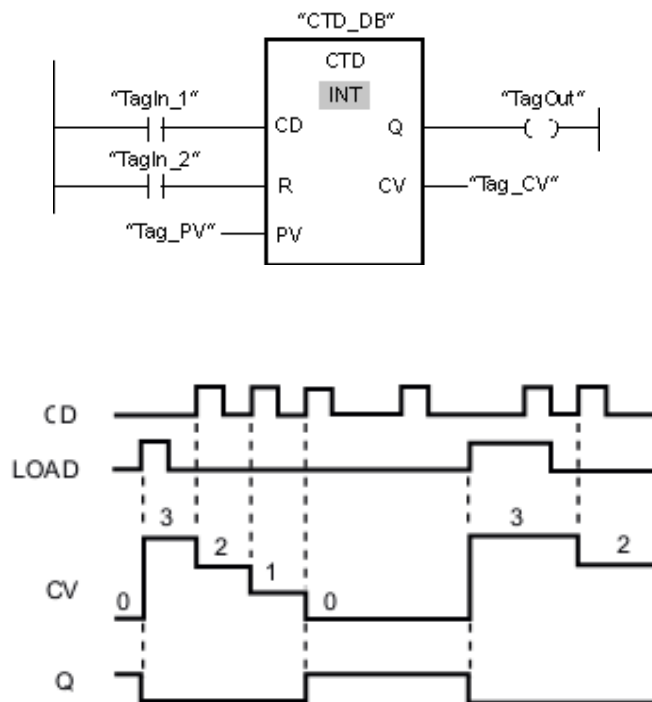 "CTD_DB"
CTD
INT
"TagIn_1"
CD
Q
"TagOut"
"TagIn_2"
R
CV
"Tag_CV"
"Tag_PV"
PV
CD
LOAD
3
2
1
0
0
3
2
CV
Q